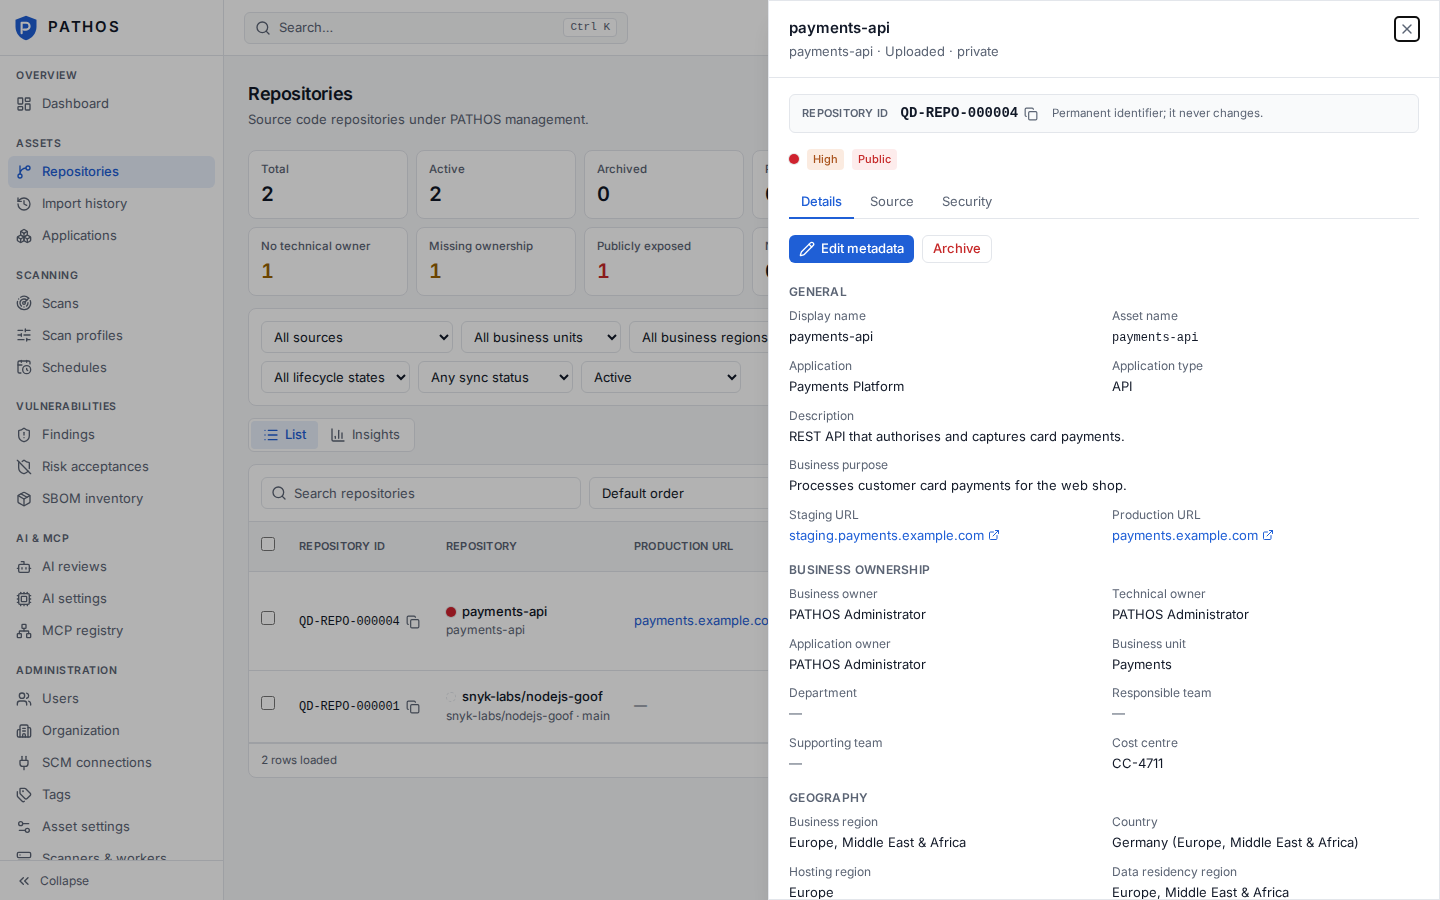 PATHOS
OVERVIEW
Dashboard
ASSETS
Repositories
Import history
Applications
SCANNING
Scans
Scan profiles
Schedules
VULNERABILITIES
Findings
Risk acceptances
SBOM inventory
AI & MCP
AI reviews
AI settings
MCP registry
ADMINISTRATION
Users
Organization
SCM connections
Tags
Asset settings
Scanners & workers
Collapse
Search... Ctrl K
Repositories
Source code repositories under PATHOS management.
Total Active Archived
2 2 0
No technical owner Missing ownership Publicly exposed
1 1 1
All sources All business units All business regions
All lifecycle states Any sync status Active
List Insights
Search repositories Default order
REPOSITORY ID REPOSITORY PRODUCTION URL
QD-REPO-000004 payments-api payments.example.co
payments-api
QD-REPO-000001 snyk-labs/nodejs-goof —
snyk-labs/nodejs-goof · main
2 rows loaded
payments-api
payments-api · Uploaded · private
REPOSITORY ID QD-REPO-000004 Permanent identifier; it never changes.
High Public
Details Source Security
Edit metadata Archive
GENERAL
Display name Asset name
payments-api payments-api
Application Application type
Payments Platform API
Description
REST API that authorises and captures card payments.
Business purpose
Processes customer card payments for the web shop.
Staging URL Production URL
staging.payments.example.com payments.example.com
BUSINESS OWNERSHIP
Business owner Technical owner
PATHOS Administrator PATHOS Administrator
Application owner Business unit
PATHOS Administrator Payments
Department Responsible team
— —
Supporting team Cost centre
— CC-4711
GEOGRAPHY
Business region Country
Europe, Middle East & Africa Germany (Europe, Middle East & Africa)
Hosting region Data residency region
Europe Europe, Middle East & Africa